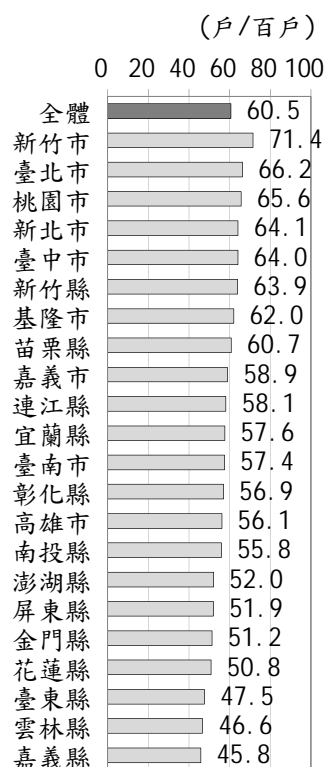 (戶/百戶)
0 20 40 60 80 100
全體 60.5
新竹市 71.4
臺北市 66.2
桃園市 65.6
新北市 64.1
臺中市 64.0
新竹縣 63.9
基隆市 62.0
苗栗縣 60.7
嘉義市 58.9
連江縣 58.1
宜蘭縣 57.6
臺南市 57.4
彰化縣 56.9
高雄市 56.1
南投縣 55.8
澎湖縣 52.0
屏東縣 51.9
金門縣 51.2
花蓮縣 50.8
臺東縣 47.5
雲林縣 46.6
嘉義縣 45.8